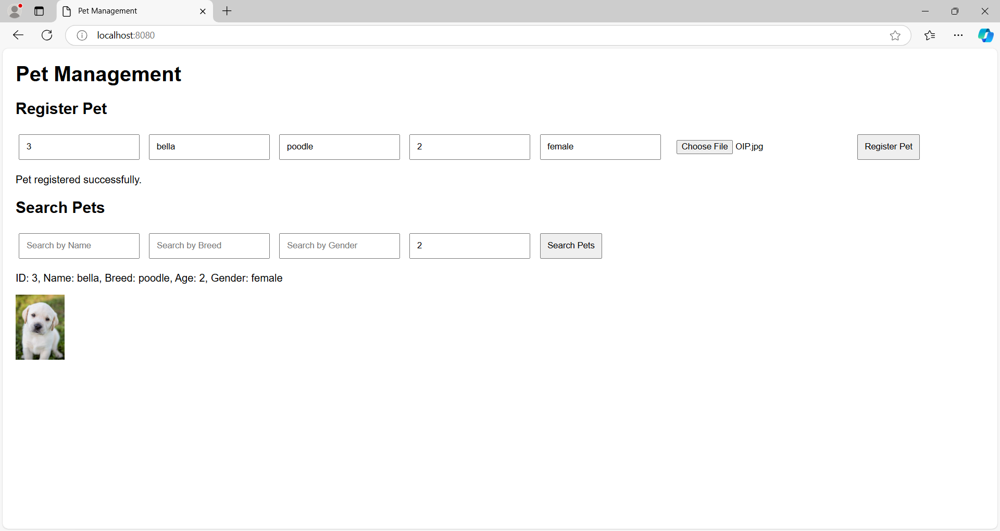 Pet Management
localhost:8080
Pet Management
Register Pet
3 bella poodle 2 female Choose File OIP.jpg Register Pet
Pet registered successfully.
Search Pets
Search by Name Search by Breed Search by Gender 2 Search Pets
ID: 3, Name: bella, Breed: poodle, Age: 2, Gender: female